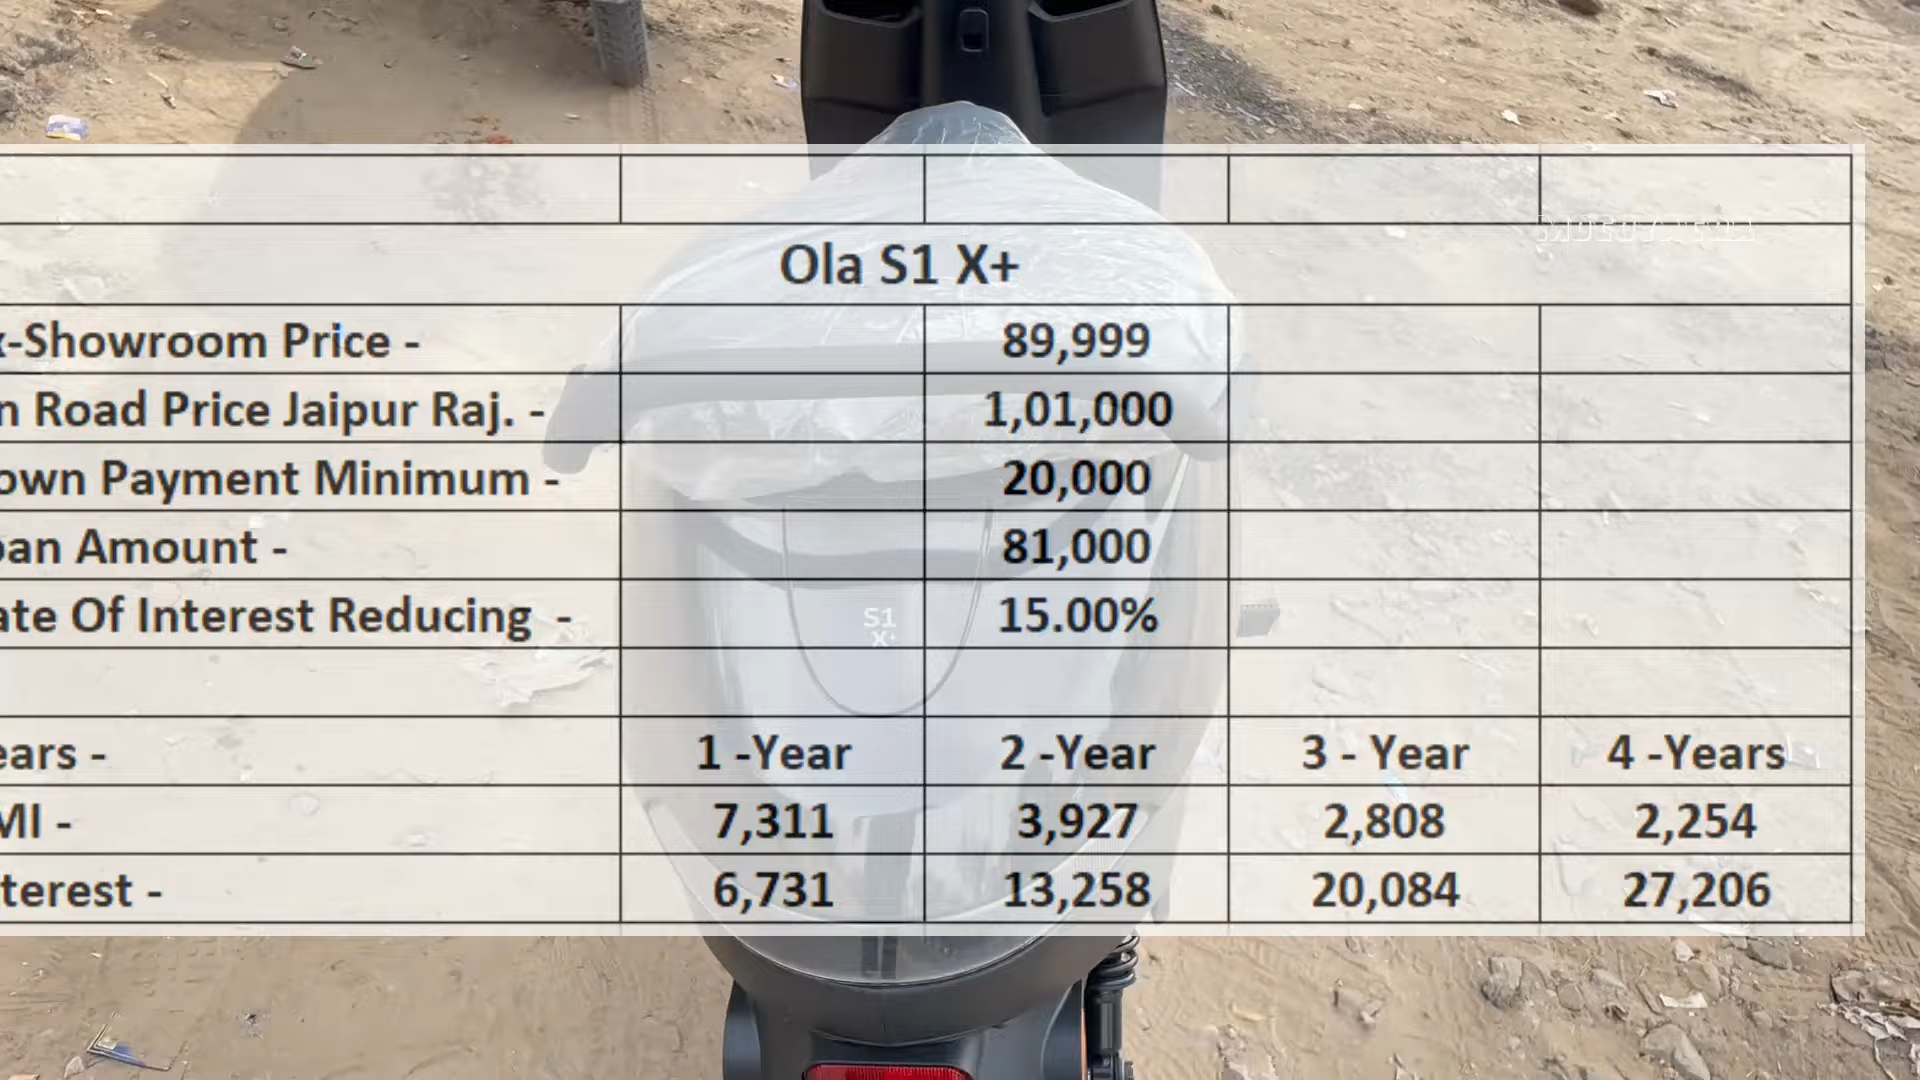 Ola S1 X+
x-Showroom Price - 89,999
n Road Price Jaipur Raj. - 1,01,000
own Payment Minimum - 20,000
oan Amount - 81,000
ate Of Interest Reducing - 15.00%
ears - 1 -Year 2 -Year 3 - Year 4 -Years
MI - 7,311 3,927 2,808 2,254
terest - 6,731 13,258 20,084 27,206
S1
X+